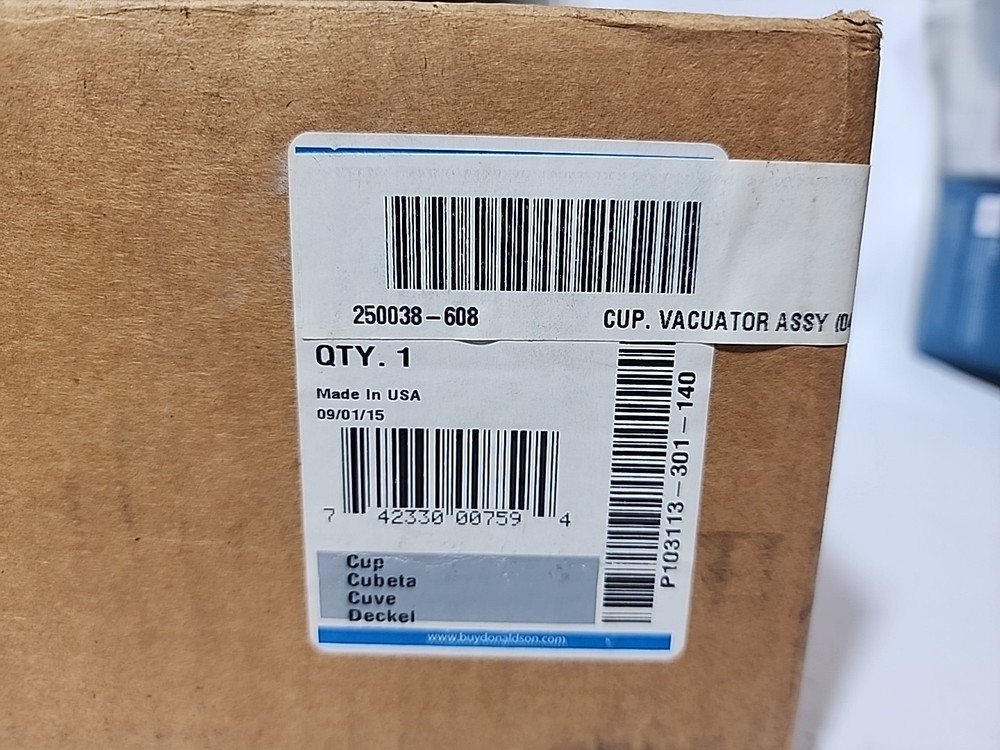 250038-608 CUP. VACUATOR ASSY
QTY. 1
Made In USA
09/01/15
7 42330 00759 4
P103113-301-140
Cup
Cubeta
Cuve
Deckel
www.buydonaldson.com